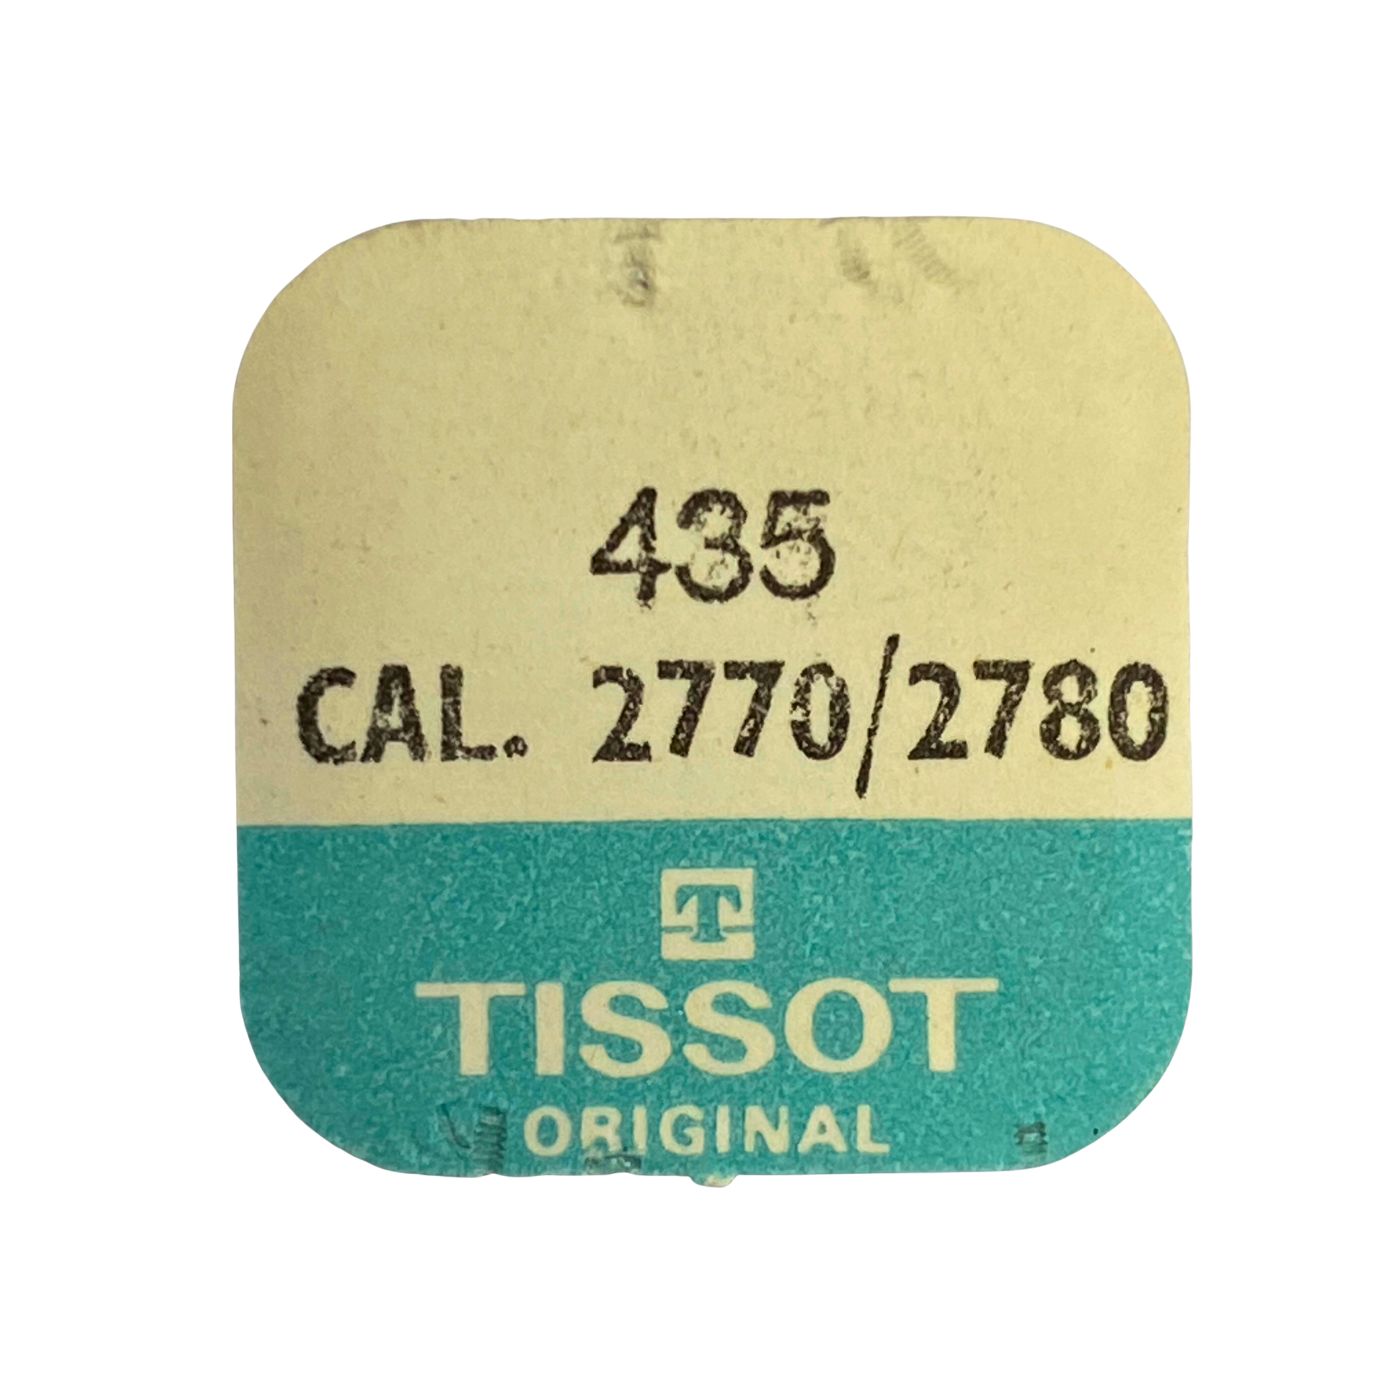 435
CAL. 2770/2780
T
TISSOT
ORIGINAL